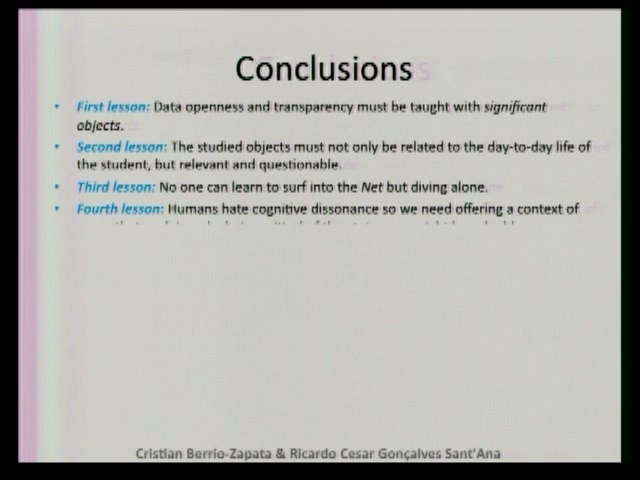 Conclusions
• First lesson: Data openness and transparency must be taught with significant
objects.
• Second lesson: The studied objects must not only be related to the day-to-day life of
the student, but relevant and questionable.
• Third lesson: No one can learn to surf into the Net but diving alone.
• Fourth lesson: Humans hate cognitive dissonance so we need offering a context of
Cristian Berrio-Zapata & Ricardo Cesar Gonçalves Sant'Ana